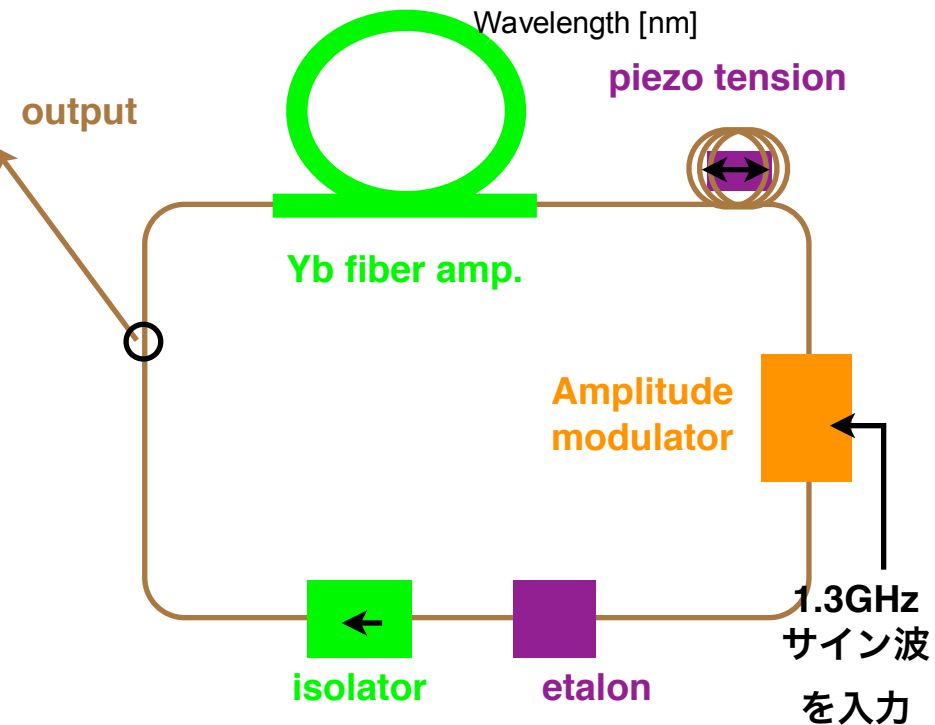 Wavelength [nm]
piezo tension
output
Yb fiber amp.
Amplitude
modulator
1.3GHz
サイン波
を入力
isolator
etalon